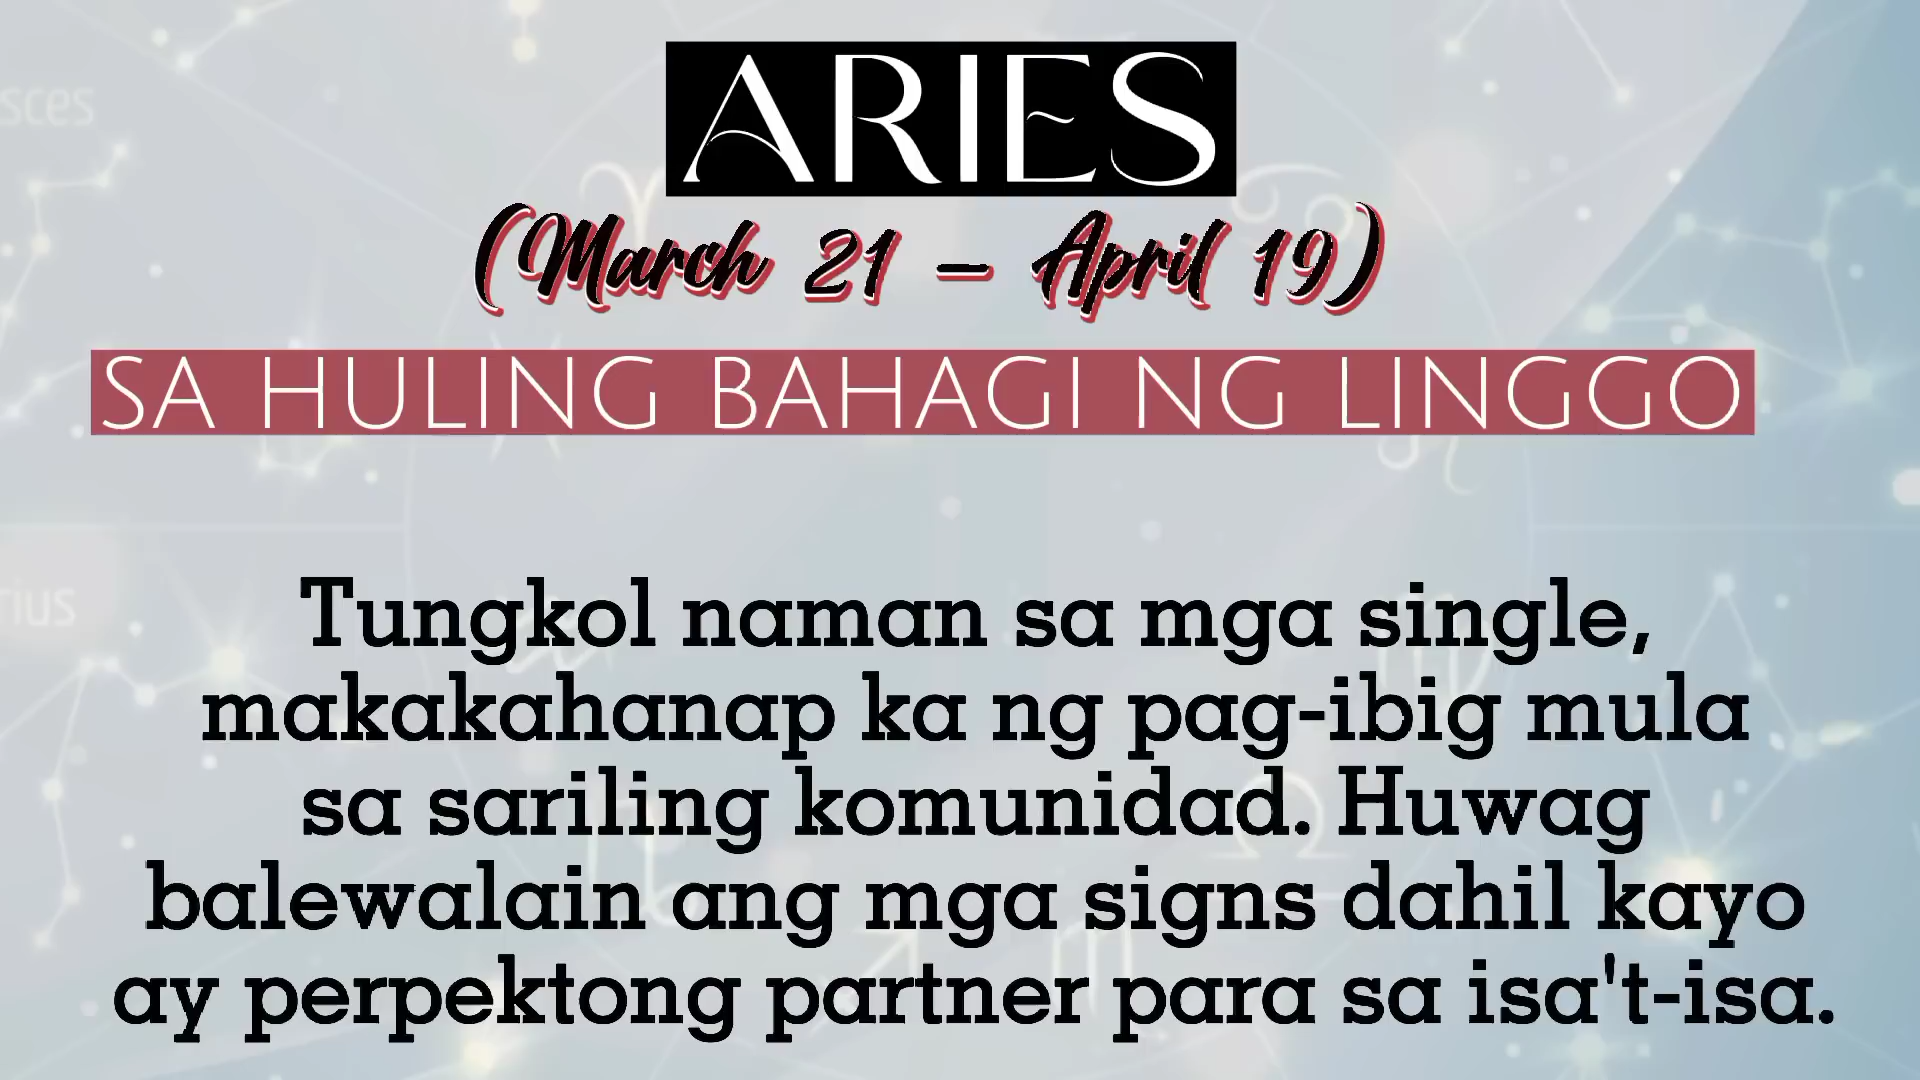 ARIES
(March 21 – April 19)
SA HULING BAHAGI NG LINGGO
sces
rius
Tungkol naman sa mga single,
makakahanap ka ng pag-ibig mula
sa sariling komunidad. Huwag
balewalain ang mga signs dahil kayo
ay perpektong partner para sa isa't-isa.